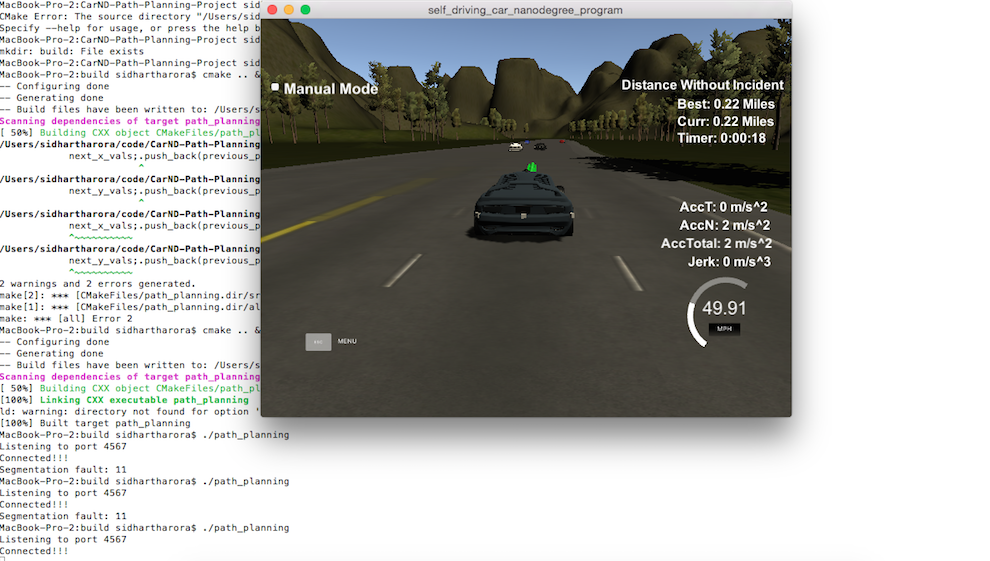 MacBook-Pro-2:CarND-Path-Planning-Project sid
CMake Error: The source directory "/Users/sid
Specify --help for usage, or press the help b
MacBook-Pro-2:CarND-Path-Planning-Project sid
mkdir: build: File exists
MacBook-Pro-2:CarND-Path-Planning-Project sid
MacBook-Pro-2:build sidhartharora$ cmake .. &
-- Configuring done
-- Generating done
-- Build files have been written to: /Users/s
Scanning dependencies of target path_planning
[ 50%] Building CXX object CMakeFiles/path_pl
/Users/sidhartharora/code/CarND-Path-Planning
next_x_vals;.push_back(previous_p
^
/Users/sidhartharora/code/CarND-Path-Planning
next_y_vals;.push_back(previous_p
^
/Users/sidhartharora/code/CarND-Path-Planning
next_x_vals;.push_back(previous_p
^~~~~~~~~~~
/Users/sidhartharora/code/CarND-Path-Planning
next_y_vals;.push_back(previous_p
^~~~~~~~~~~
2 warnings and 2 errors generated.
make[2]: *** [CMakeFiles/path_planning.dir/sr
make[1]: *** [CMakeFiles/path_planning.dir/al
make: *** [all] Error 2
MacBook-Pro-2:build sidhartharora$ cmake .. &
-- Configuring done
-- Generating done
-- Build files have been written to: /Users/s
Scanning dependencies of target path_planning
[ 50%] Building CXX object CMakeFiles/path_pl
[100%] Linking CXX executable path_planning
ld: warning: directory not found for option '
[100%] Built target path_planning
MacBook-Pro-2:build sidhartharora$ ./path_planning
Listening to port 4567
Connected!!!
Segmentation fault: 11
MacBook-Pro-2:build sidhartharora$ ./path_planning
Listening to port 4567
Connected!!!
Segmentation fault: 11
MacBook-Pro-2:build sidhartharora$ ./path_planning
Listening to port 4567
Connected!!!
self_driving_car_nanodegree_program
Manual Mode
Distance Without Incident
Best: 0.22 Miles
Curr: 0.22 Miles
Timer: 0:00:18
AccT: 0 m/s^2
AccN: 2 m/s^2
AccTotal: 2 m/s^2
Jerk: 0 m/s^3
49.91
MPH
MENU